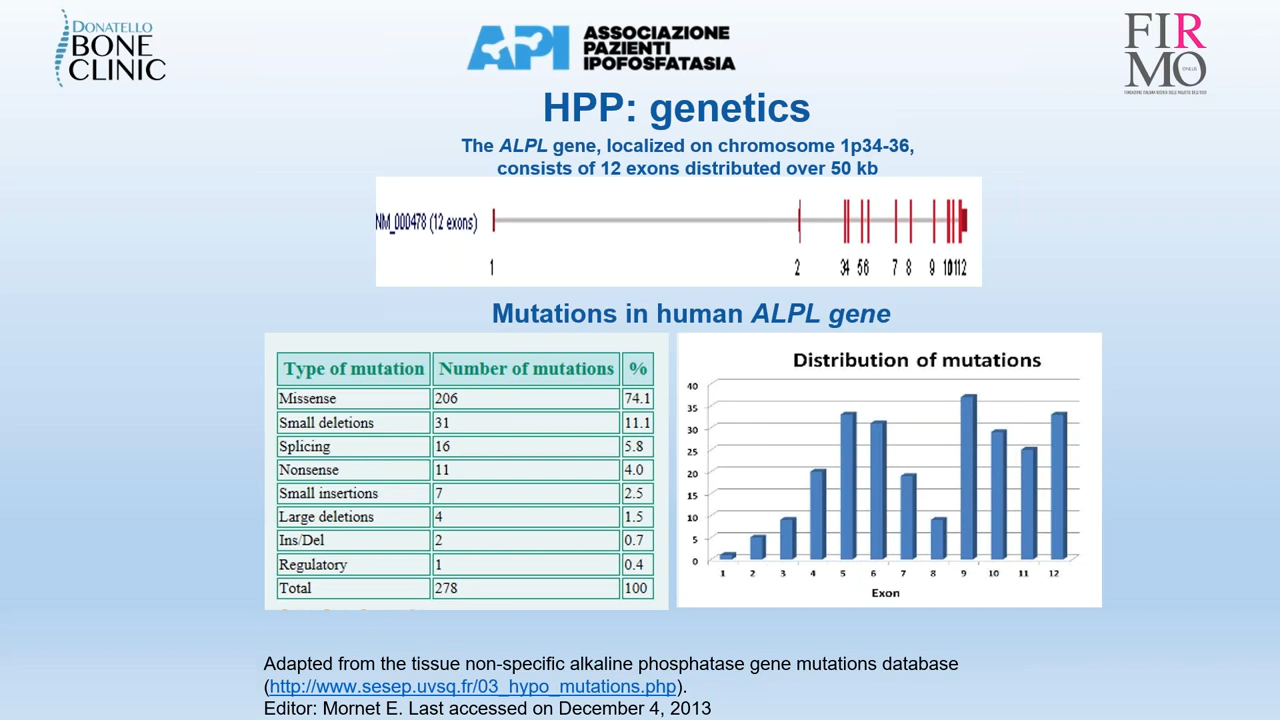 DONATELLO
BONE
CLINIC
API
ASSOCIAZIONE
PAZIENTI
IPOFOSFATASIA
FIR
MO
HPP: genetics
The ALPL gene, localized on chromosome 1p34-36,
consists of 12 exons distributed over 50 kb
NM_000478 (12 exons)
1 2 3 4 5 6 7 8 9 10 11 12
Mutations in human ALPL gene
Type of mutation Number of mutations %
Missense 206 74.1
Small deletions 31 11.1
Splicing 16 5.8
Nonsense 11 4.0
Small insertions 7 2.5
Large deletions 4 1.5
Ins/Del 2 0.7
Regulatory 1 0.4
Total 278 100
Distribution of mutations
40
35
30
25
20
15
10
5
0
1 2 3 4 5 6 7 8 9 10 11 12
Exon
Adapted from the tissue non-specific alkaline phosphatase gene mutations database
(http://www.sesep.uvsq.fr/03_hypo_mutations.php).
Editor: Mornet E. Last accessed on December 4, 2013